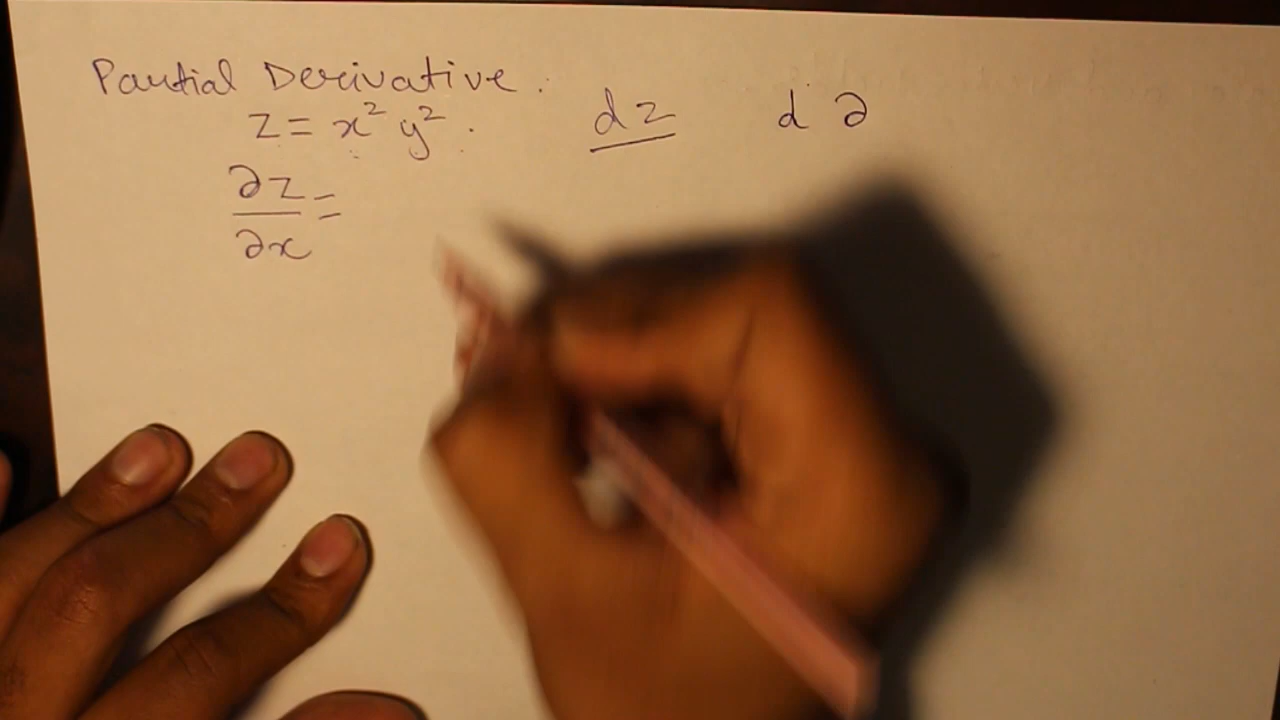 Partial Derivative.
z = x² y².
dz
d ∂
∂z/∂x =